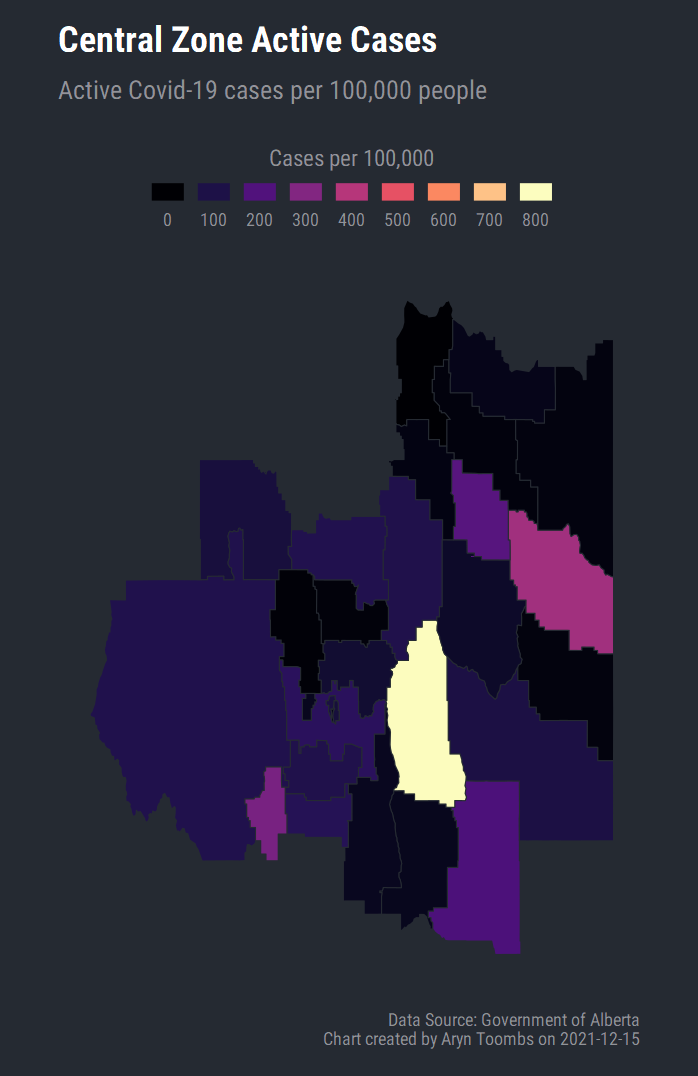 Central Zone Active Cases
Active Covid-19 cases per 100,000 people
Cases per 100,000
0 100 200 300 400 500 600 700 800
Data Source: Government of Alberta
Chart created by Aryn Toombs on 2021-12-15